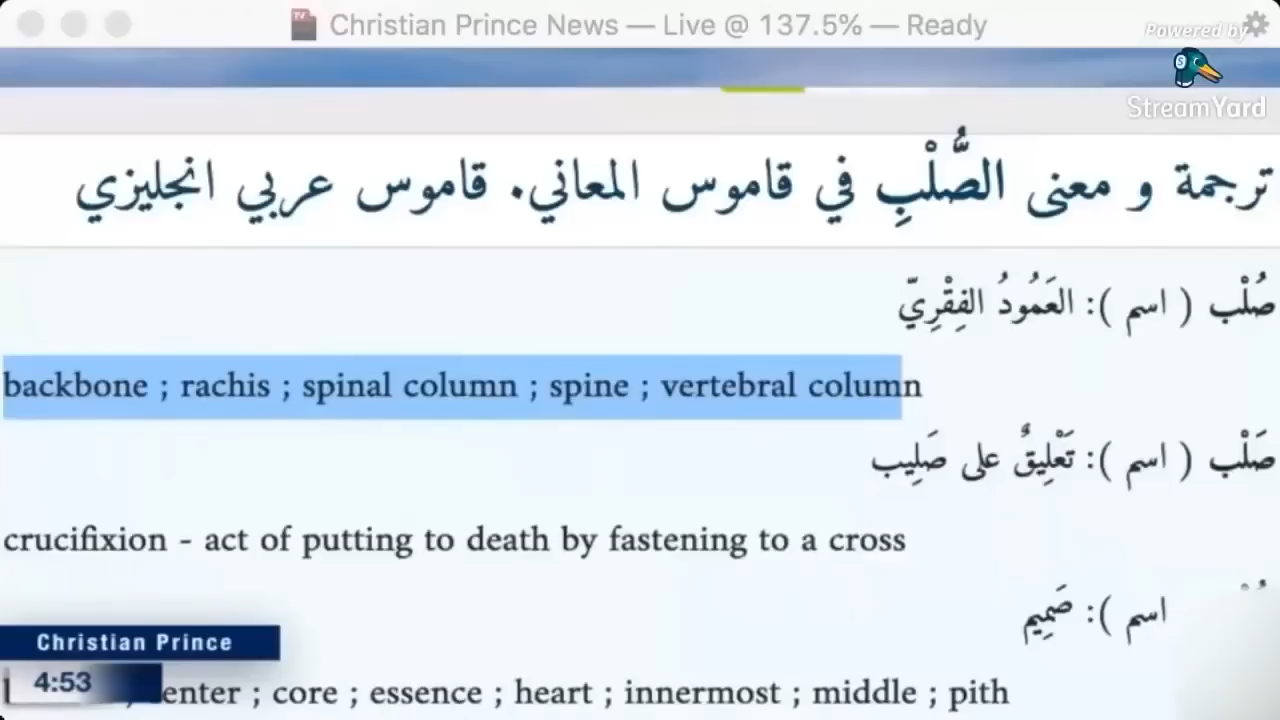 Christian Prince News — Live @ 137.5% — Ready
Powered by
StreamYard
ترجمة و معنى الصُّلْبِ في قاموس المعاني. قاموس عربي انجليزي
صُلْب ( اسم ): العَمُودُ الفِقْرِيّ
backbone ; rachis ; spinal column ; spine ; vertebral column
صَلْب ( اسم ): تَعْلِيقٌ على صَلِيب
crucifixion - act of putting to death by fastening to a cross
اسم ): صَمِيم
; center ; core ; essence ; heart ; innermost ; middle ; pith
Christian Prince
4:53